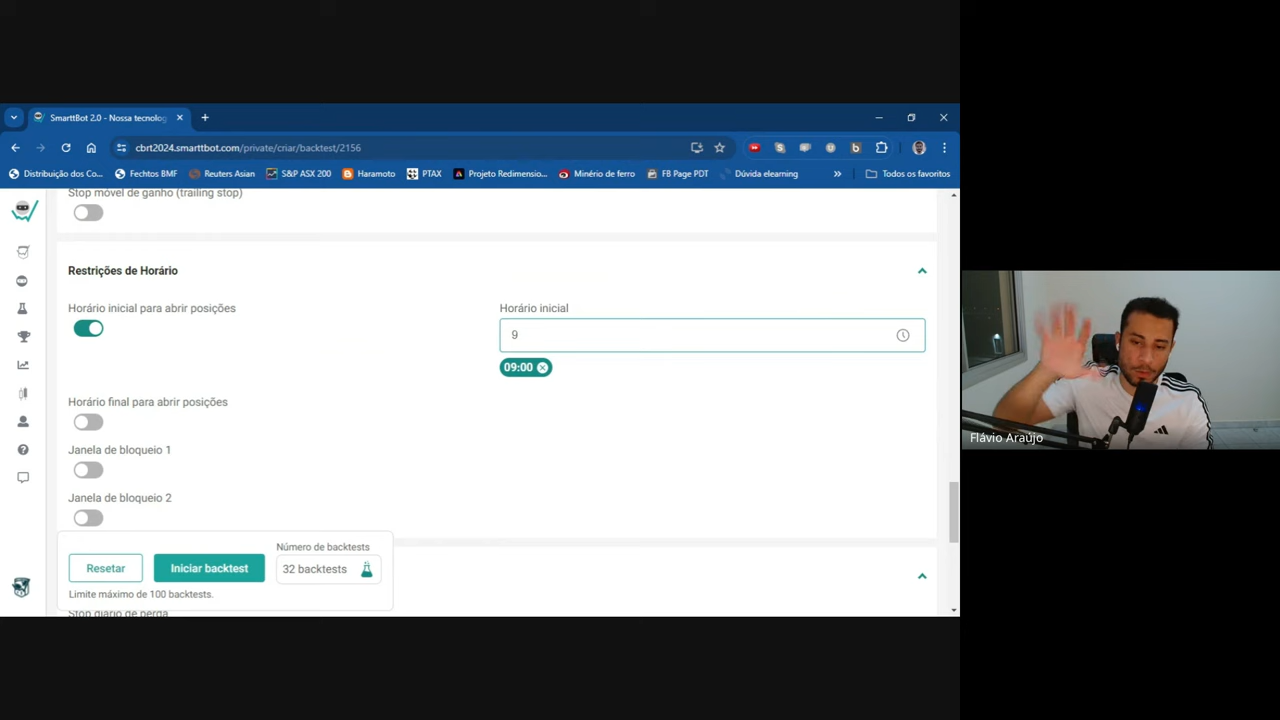 SmarttBot 2.0 - Nossa tecnolog
cbrt2024.smarttbot.com/private/criar/backtest/2156
Distribuição dos Co...
Fechtos BMF
Reuters Asian
S&P ASX 200
Haramoto
PTAX
Projeto Redimensio...
Minério de ferro
FB Page PDT
Dúvida elearning
»
Todos os favoritos
Stop móvel de ganho (trailing stop)
Restrições de Horário
Horário inicial para abrir posições
Horário inicial
9
09:00
Horário final para abrir posições
Janela de bloqueio 1
Janela de bloqueio 2
Número de backtests
Resetar
Iniciar backtest
32 backtests
Limite máximo de 100 backtests.
Stop diário de perda
Flávio Araújo